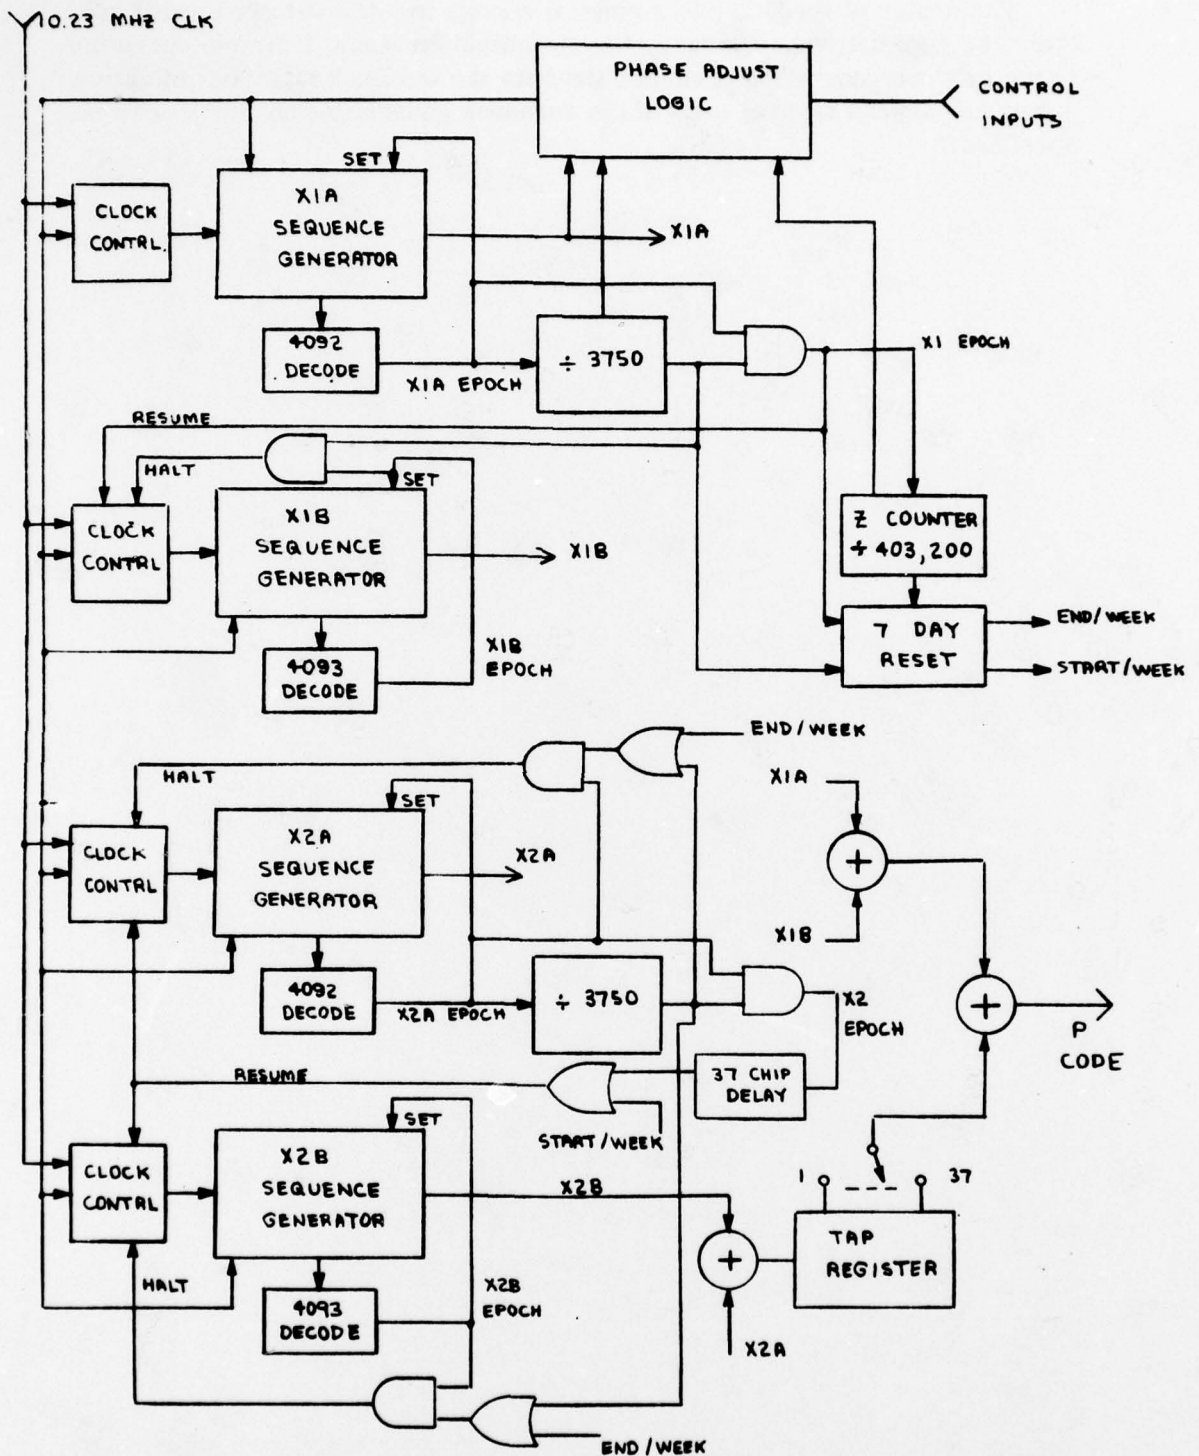 10.23 MHZ CLK
PHASE ADJUST
LOGIC
CONTROL
INPUTS
SET
X1A
SEQUENCE
GENERATOR
CLOCK
CONTRL.
X1A
4092
DECODE
X1A EPOCH
÷ 3750
X1 EPOCH
RESUME
HALT
SET
CLOCK
CONTRL
X1B
SEQUENCE
GENERATOR
X1B
Z COUNTER
÷ 403,200
4093
DECODE
X1B
EPOCH
7 DAY
RESET
END/WEEK
START/WEEK
END/WEEK
HALT
SET
X1A
CLOCK
CONTRL
X2A
SEQUENCE
GENERATOR
X2A
+
X1B
4092
DECODE
X2A EPOCH
÷ 3750
X2
EPOCH
+
P
CODE
RESUME
37 CHIP
DELAY
SET
START/WEEK
CLOCK
CONTRL
X2B
SEQUENCE
GENERATOR
X2B
1
37
TAP
REGISTER
+
HALT
4093
DECODE
X2B
EPOCH
X2A
END/WEEK